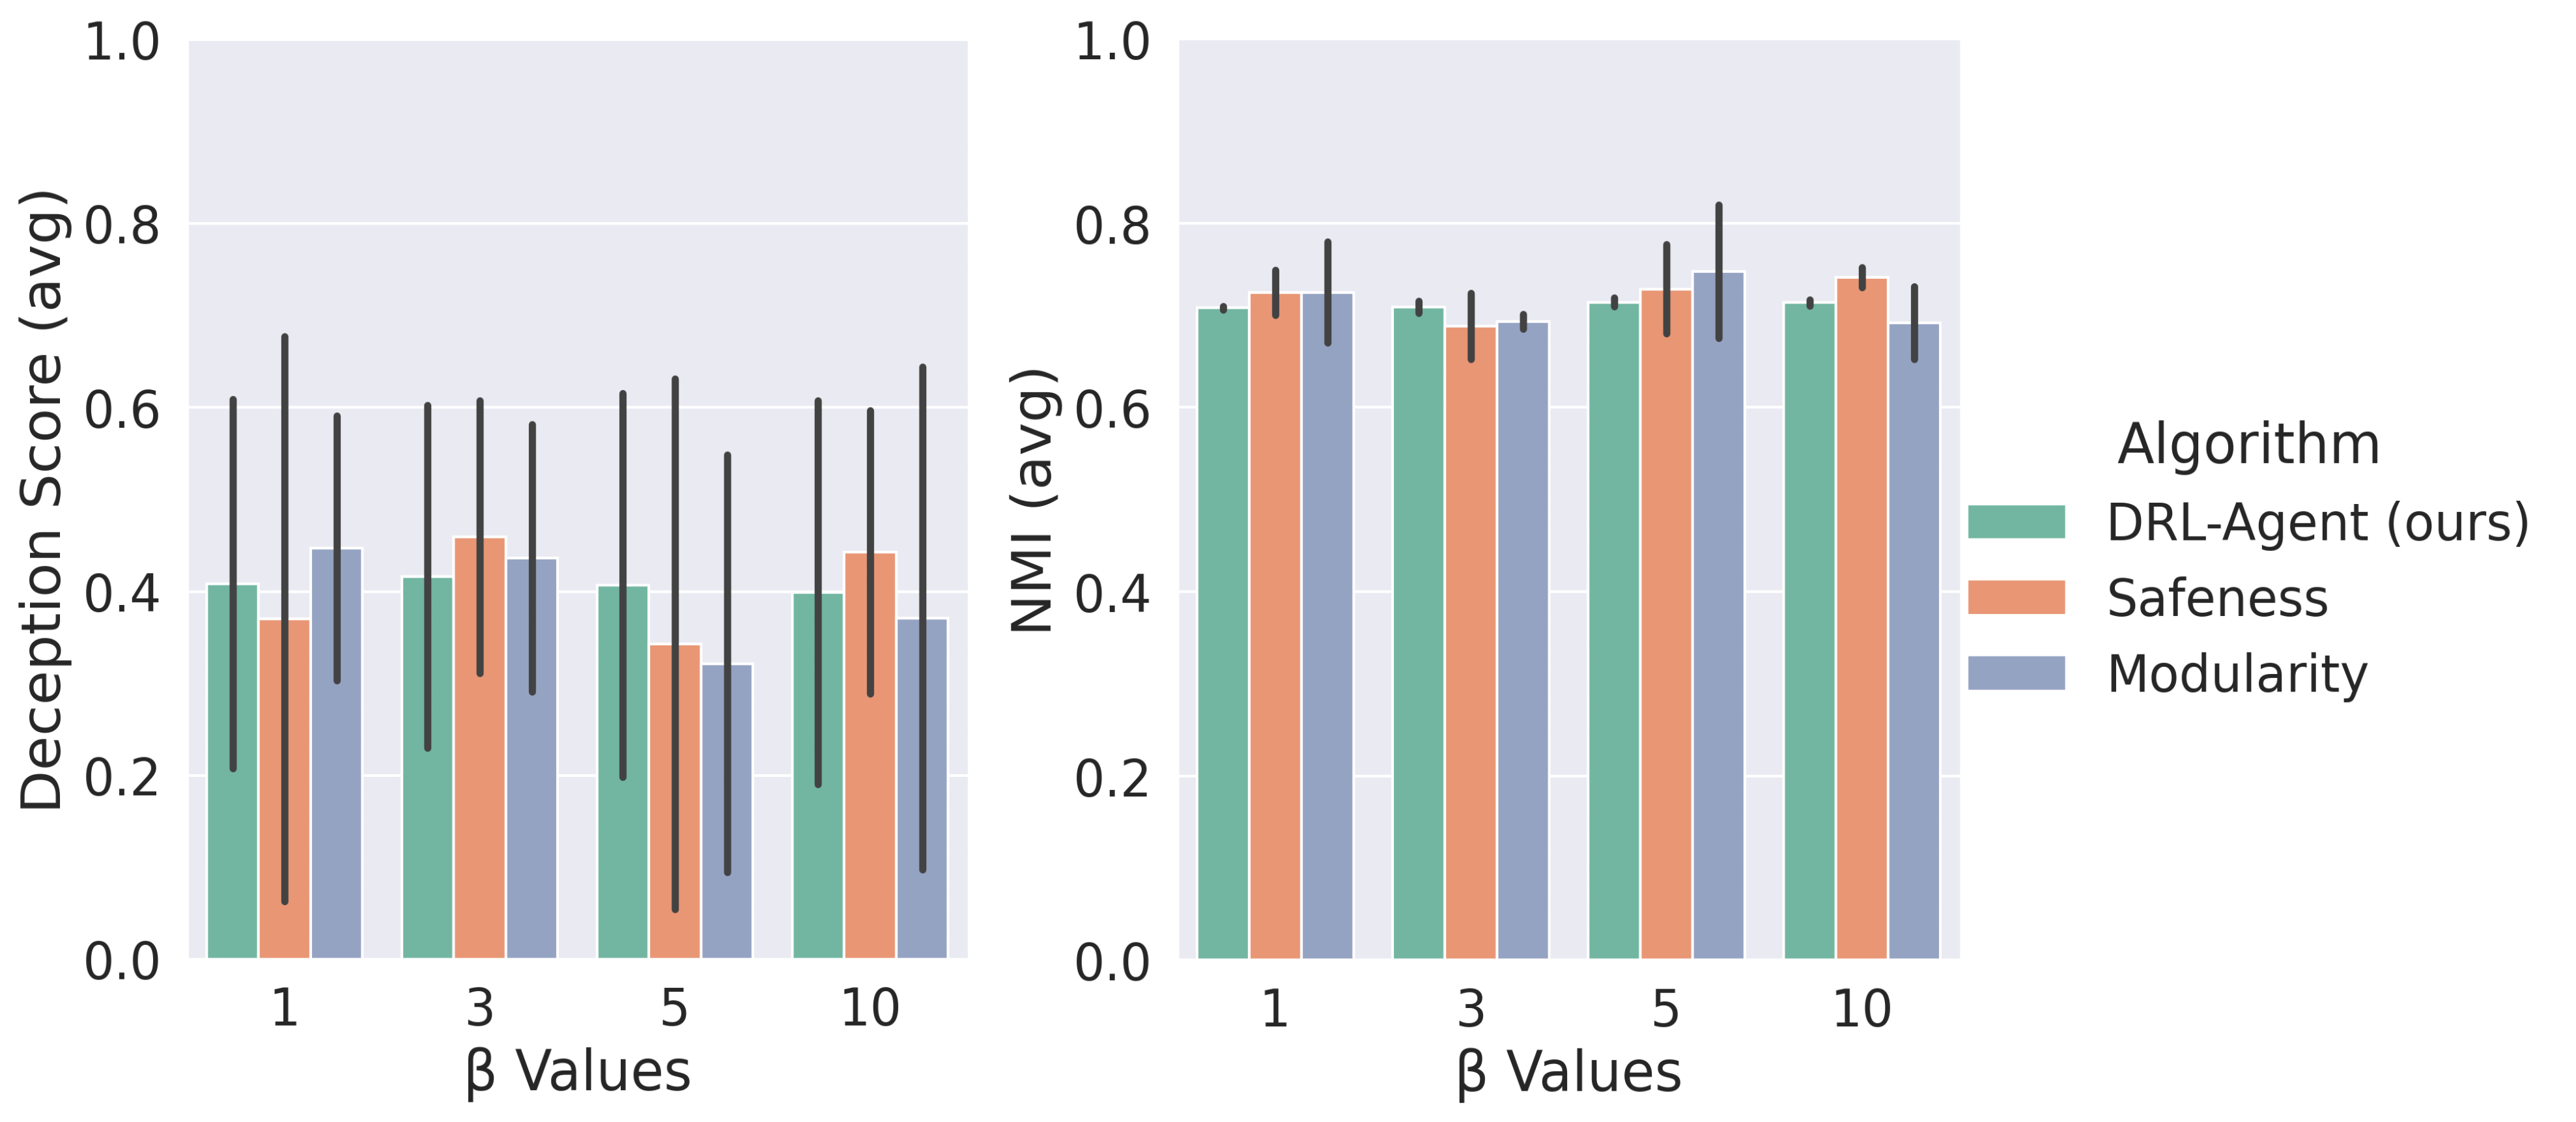 Deception Score (avg)
1.0
0.8
0.6
0.4
0.2
0.0
1 3 5 10
β Values
NMI (avg)
1.0
0.8
0.6
0.4
0.2
0.0
1 3 5 10
β Values
Algorithm
DRL-Agent (ours)
Safeness
Modularity